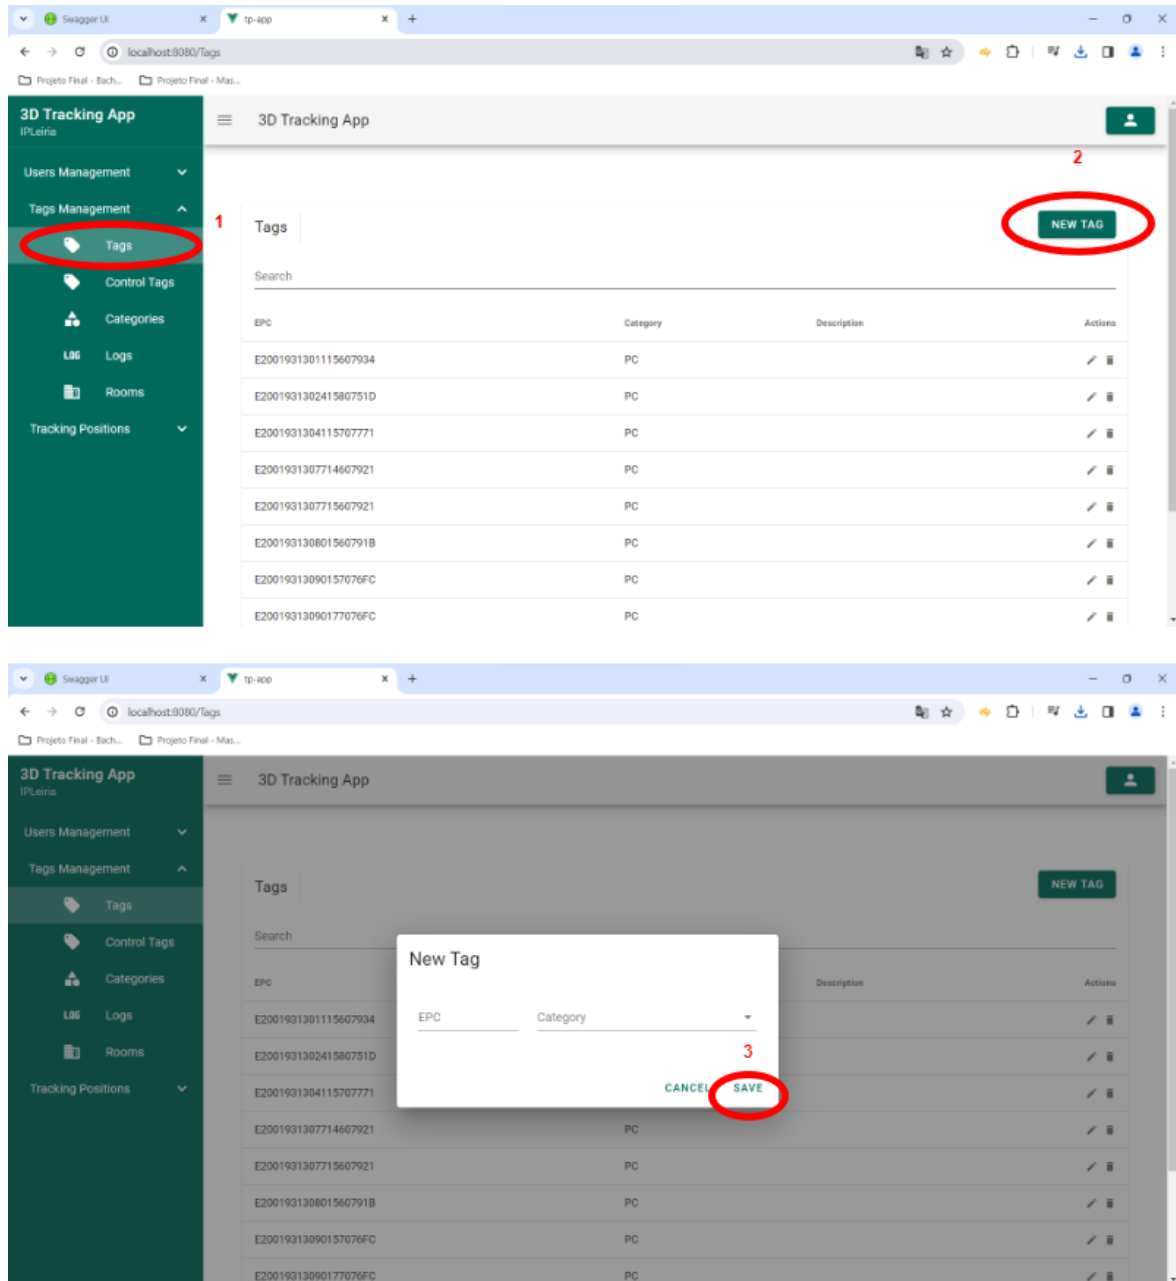 Swagger UI
tp-app
localhost:8080/Tags
Projeto Final - Bach... Projeto Final - Mas...
3D Tracking App
IPLeiria
3D Tracking App
Users Management
2
Tags Management
1
Tags
NEW TAG
Tags
Search
Control Tags
Categories
EPC Category Description Actions
LOG Logs
E2001931301115607934 PC
Rooms
E200193130241580751D PC
Tracking Positions
E2001931304115707771 PC
E2001931307714607921 PC
E2001931307715607921 PC
E200193130801560791B PC
E20019313090157076FC PC
E20019313090177076FC PC
Swagger UI
tp-app
localhost:8080/Tags
Projeto Final - Bach... Projeto Final - Mas...
3D Tracking App
IPLeiria
3D Tracking App
Users Management
Tags Management
Tags
NEW TAG
Tags
Search
Control Tags
New Tag
Categories
EPC Description Actions
LOG Logs
E2001931301115607934
EPC Category
Rooms
E200193130241580751D
3
Tracking Positions
E2001931304115707771
CANCEL SAVE
E2001931307714607921 PC
E2001931307715607921 PC
E200193130801560791B PC
E20019313090157076FC PC
E20019313090177076FC PC